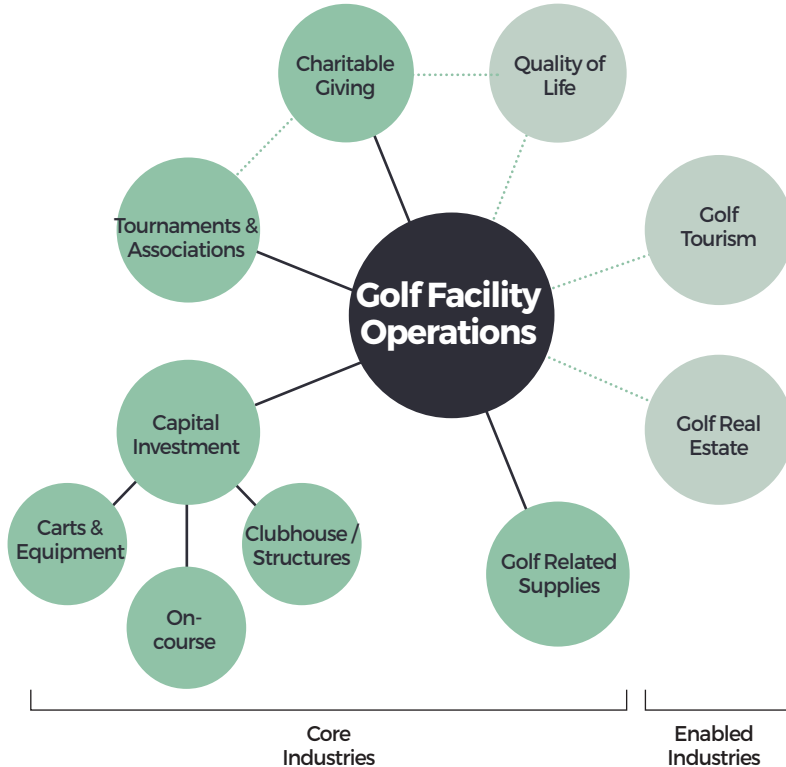 Charitable
Giving
Quality of
Life
Tournaments &
Associations
Golf
Tourism
Golf Facility
Operations
Capital
Investment
Golf Real
Estate
Carts &
Equipment
Clubhouse /
Structures
Golf Related
Supplies
On-
course
Core
Industries
Enabled
Industries